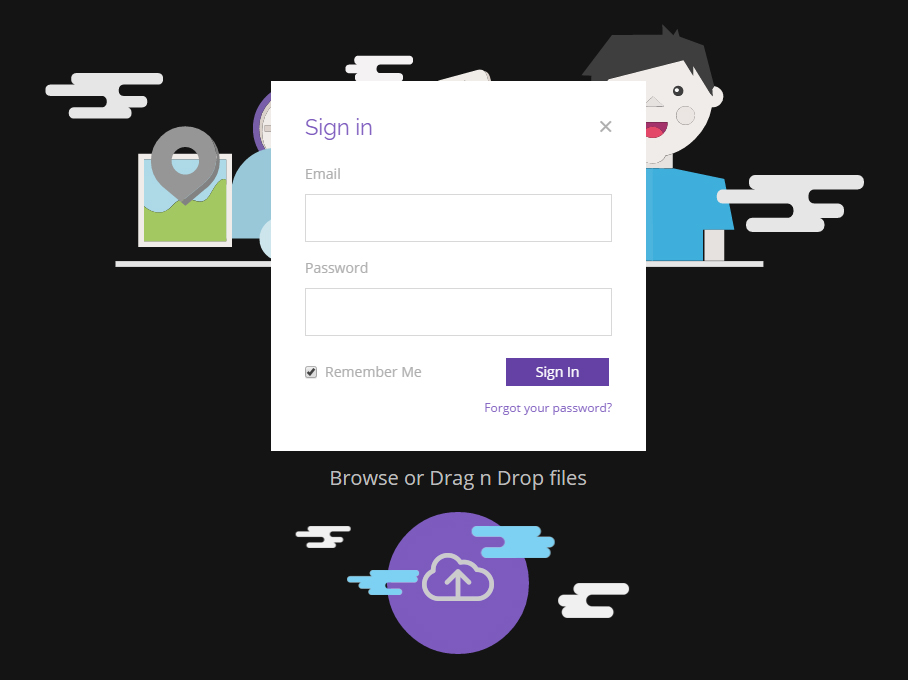 Sign in
Email
Password
Remember Me
Sign In
Forgot your password?
Browse or Drag n Drop files